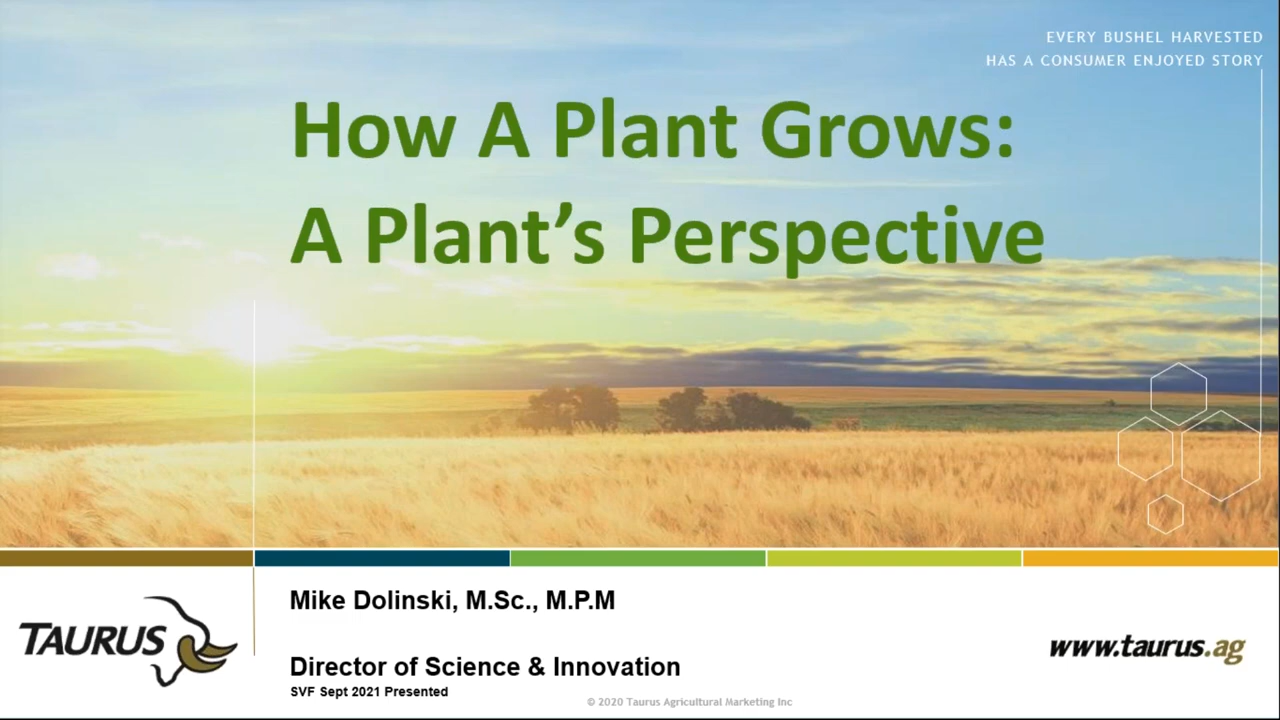 EVERY BUSHEL HARVESTED
HAS A CONSUMER ENJOYED STORY
How A Plant Grows:
A Plant’s Perspective
TAURUS
Mike Dolinski, M.Sc., M.P.M
Director of Science & Innovation
SVF Sept 2021 Presented
www.taurus.ag
© 2020 Taurus Agricultural Marketing Inc